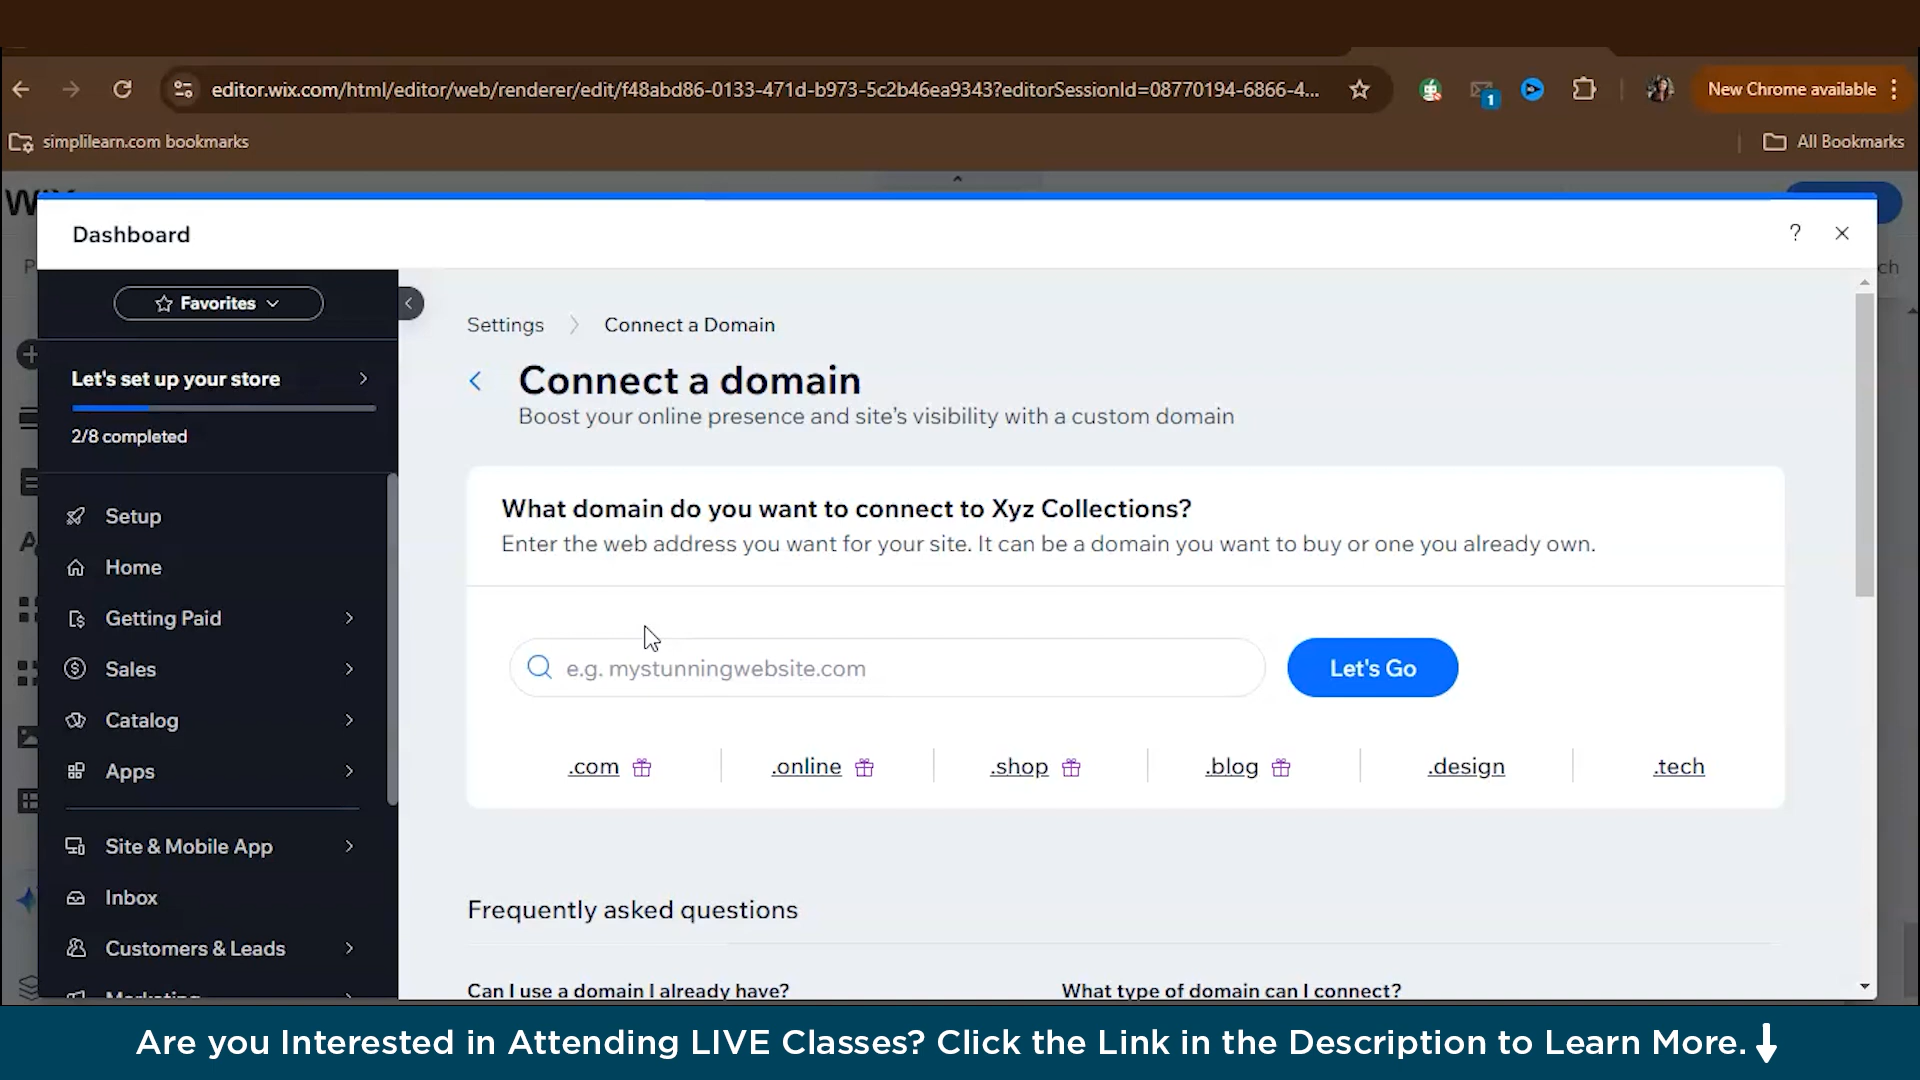 editor.wix.com/html/editor/web/renderer/edit/f48abd86-0133-471d-b973-5c2b46ea9343?editorSessionId=08770194-6866-4...
1
New Chrome available
simplilearn.com bookmarks
All Bookmarks
Dashboard
?
Favorites
Let's set up your store
2/8 completed
Setup
Home
Getting Paid
Sales
Catalog
Apps
Site & Mobile App
Inbox
Customers & Leads
Marketing
Settings
Connect a Domain
Connect a domain
Boost your online presence and site's visibility with a custom domain
What domain do you want to connect to Xyz Collections?
Enter the web address you want for your site. It can be a domain you want to buy or one you already own.
e.g. mystunningwebsite.com
Let's Go
.com
.online
.shop
.blog
.design
.tech
Frequently asked questions
Can I use a domain I already have?
What type of domain can I connect?
Are you Interested in Attending LIVE Classes? Click the Link in the Description to Learn More.